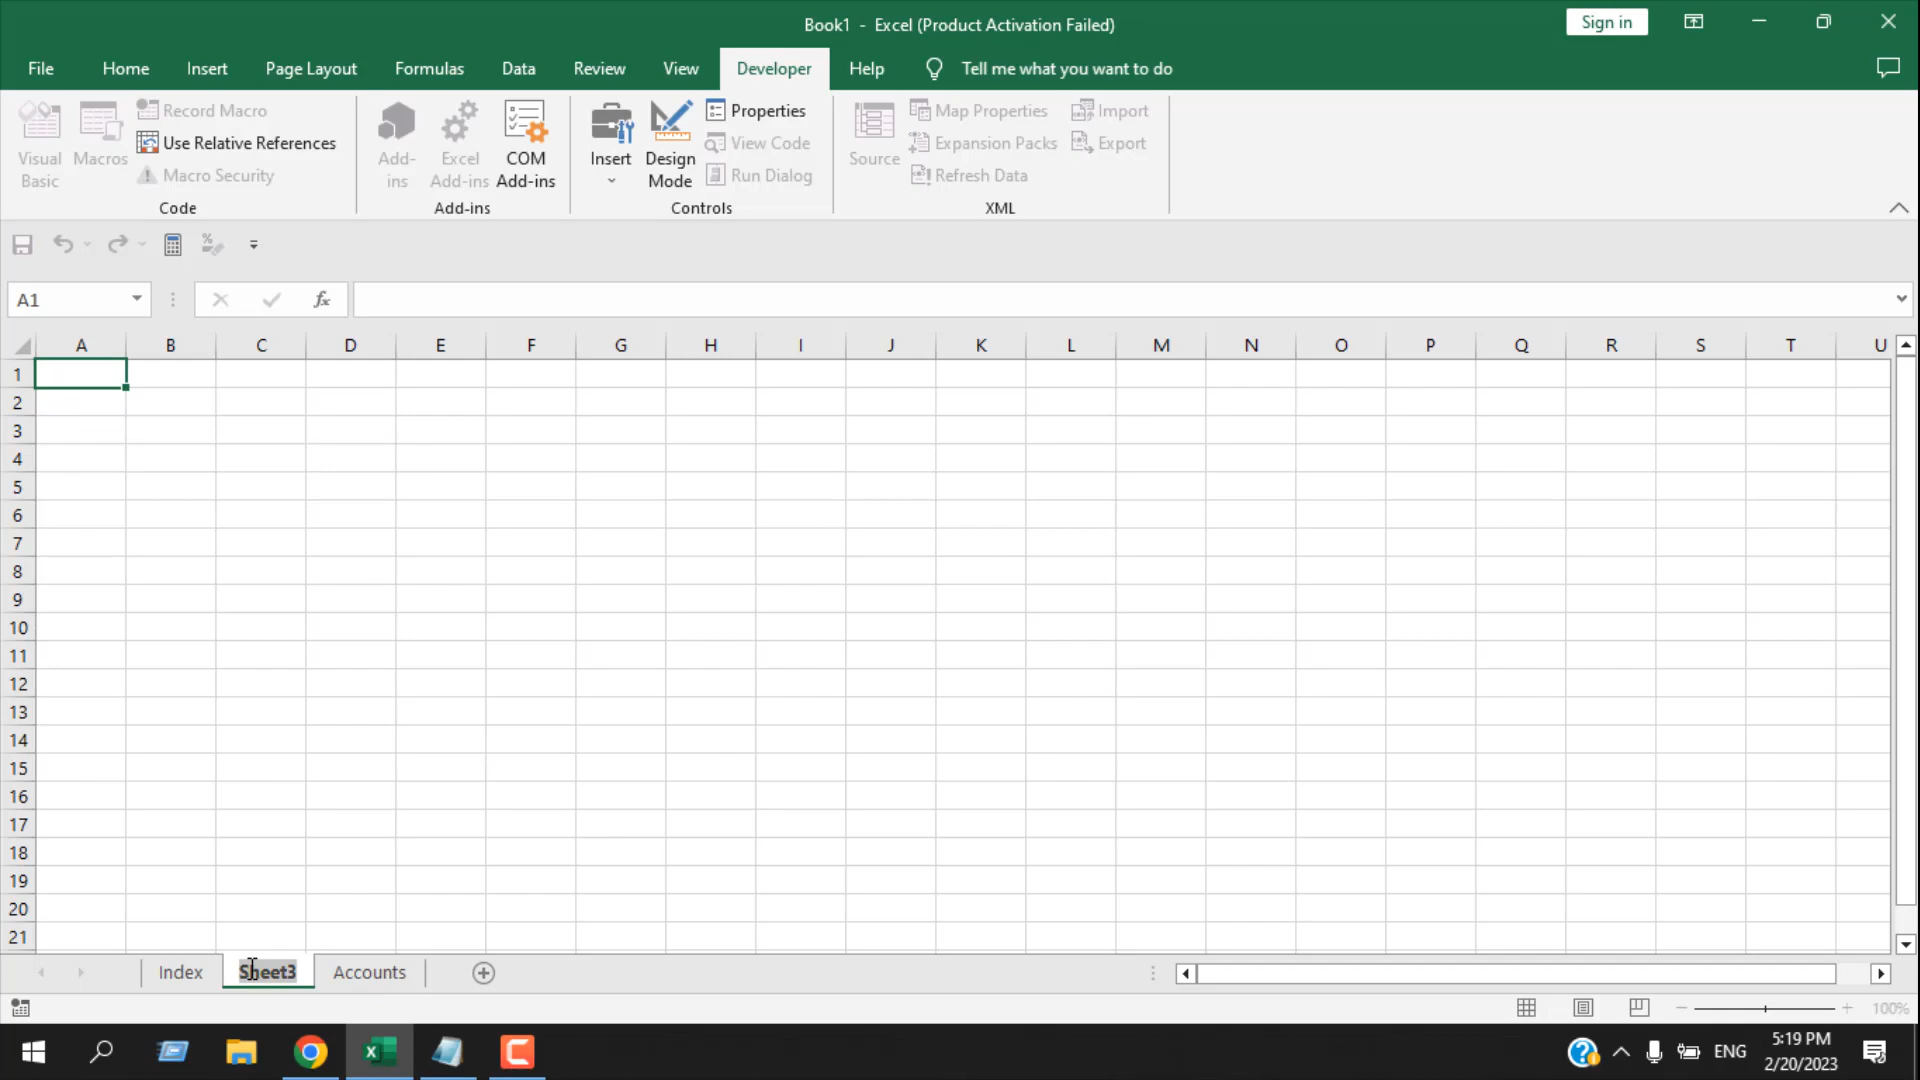 Book1 - Excel (Product Activation Failed)
Sign in
File Home Insert Page Layout Formulas Data Review View Developer Help Tell me what you want to do
Visual Basic
Macros
Record Macro
Use Relative References
Macro Security
Code
Add-ins
Excel Add-ins
COM Add-ins
Add-ins
Insert
Design Mode
Properties
View Code
Run Dialog
Controls
Source
Map Properties
Expansion Packs
Refresh Data
Import
Export
XML
A1
fx
A B C D E F G H I J K L M N O P Q R S T U
1
2
3
4
5
6
7
8
9
10
11
12
13
14
15
16
17
18
19
20
21
Index Sheet3 Accounts
100%
ENG
5:19 PM
2/20/2023